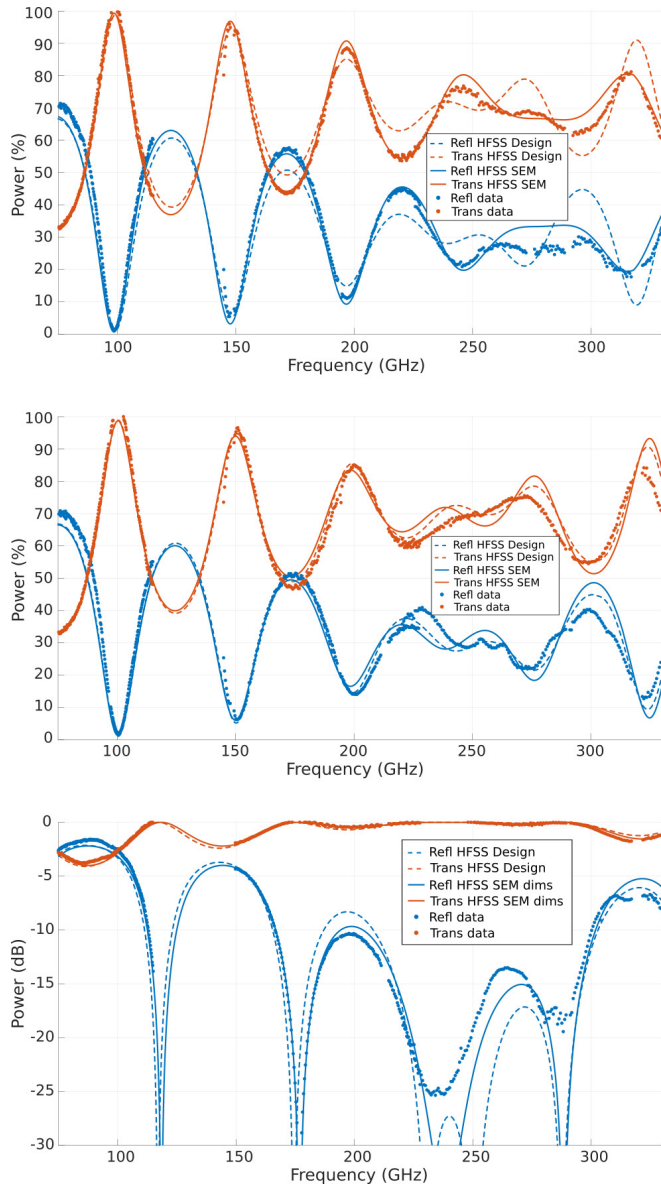 100
90
80
70
60
50
40
30
20
10
0
Power (%)
Refl HFSS Design
Trans HFSS Design
Refl HFSS SEM
Trans HFSS SEM
Refl data
Trans data
100 150 200 250 300
Frequency (GHz)
100
90
80
70
60
50
40
30
20
10
0
Power (%)
Refl HFSS Design
Trans HFSS Design
Refl HFSS SEM
Trans HFSS SEM
Refl data
Trans data
100 150 200 250 300
Frequency (GHz)
0
-5
-10
-15
-20
-25
-30
Power (dB)
Refl HFSS Design
Trans HFSS Design
Refl HFSS SEM dims
Trans HFSS SEM dims
Refl data
Trans data
100 150 200 250 300
Frequency (GHz)